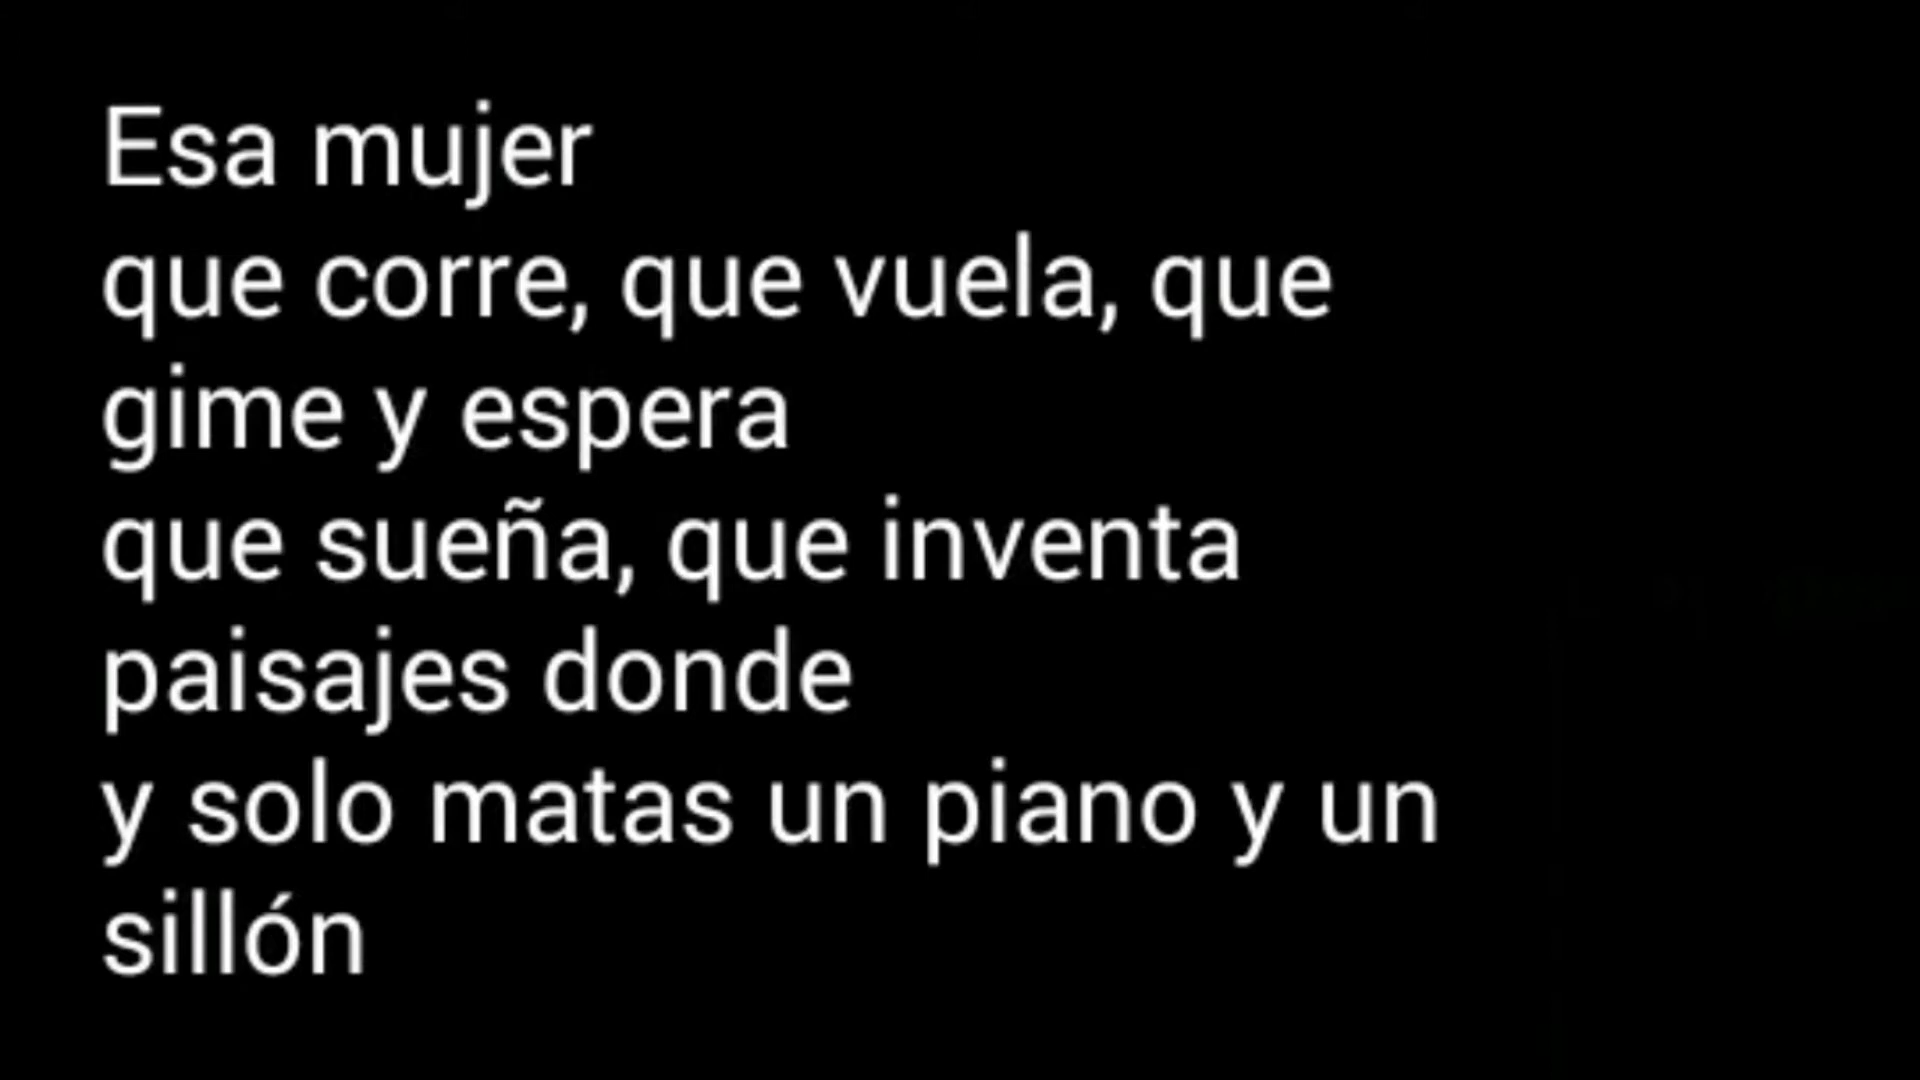 Esa mujer
que corre, que vuela, que
gime y espera
que sueña, que inventa
paisajes donde
y solo matas un piano y un
sillón